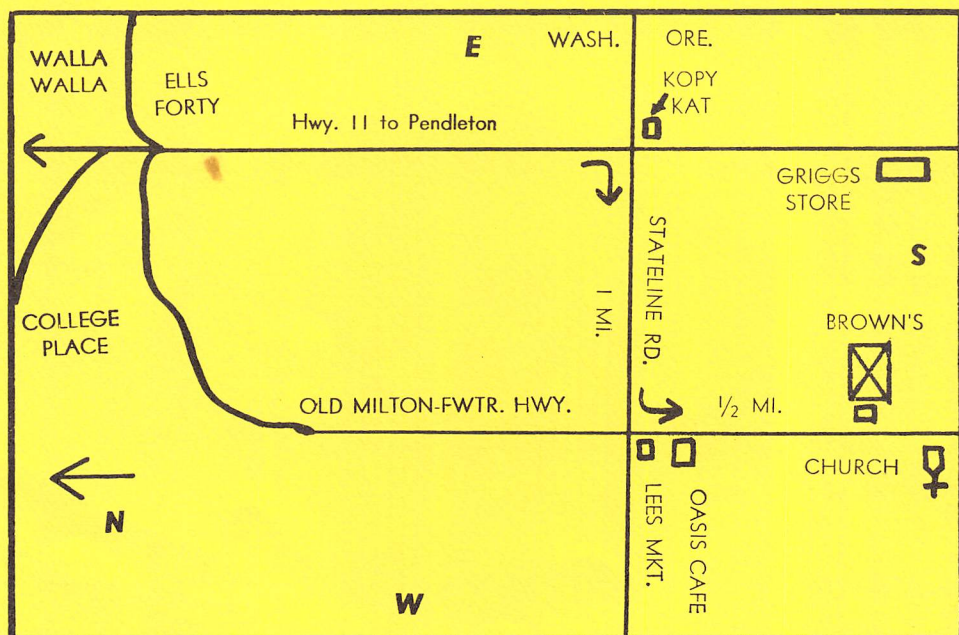 E
WASH.
ORE.
WALLA
WALLA
ELLS
FORTY
KOPY
KAT
Hwy. 11 to Pendleton
GRIGGS
STORE
STATELINE RD.
1 MI.
S
COLLEGE
PLACE
BROWN'S
OLD MILTON-FWTR. HWY.
1/2 MI.
CHURCH
LEES MKT.
OASIS CAFE
N
W